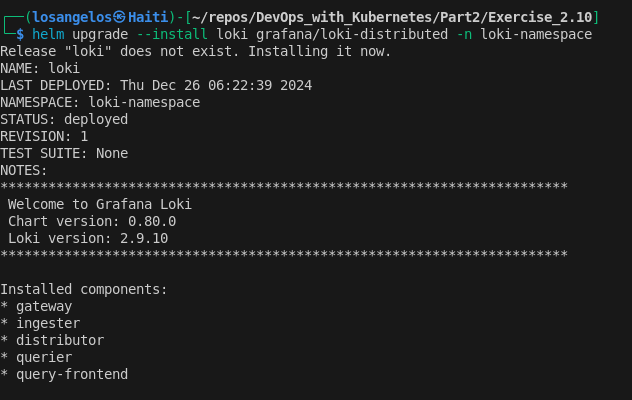 ┌──(losangelos㉿Haiti)-[~/repos/DevOps_with_Kubernetes/Part2/Exercise_2.10]
└─$ helm upgrade --install loki grafana/loki-distributed -n loki-namespace
Release "loki" does not exist. Installing it now.
NAME: loki
LAST DEPLOYED: Thu Dec 26 06:22:39 2024
NAMESPACE: loki-namespace
STATUS: deployed
REVISION: 1
TEST SUITE: None
NOTES:
***********************************************************************
 Welcome to Grafana Loki
 Chart version: 0.80.0
 Loki version: 2.9.10
***********************************************************************

Installed components:
* gateway
* ingester
* distributor
* querier
* query-frontend